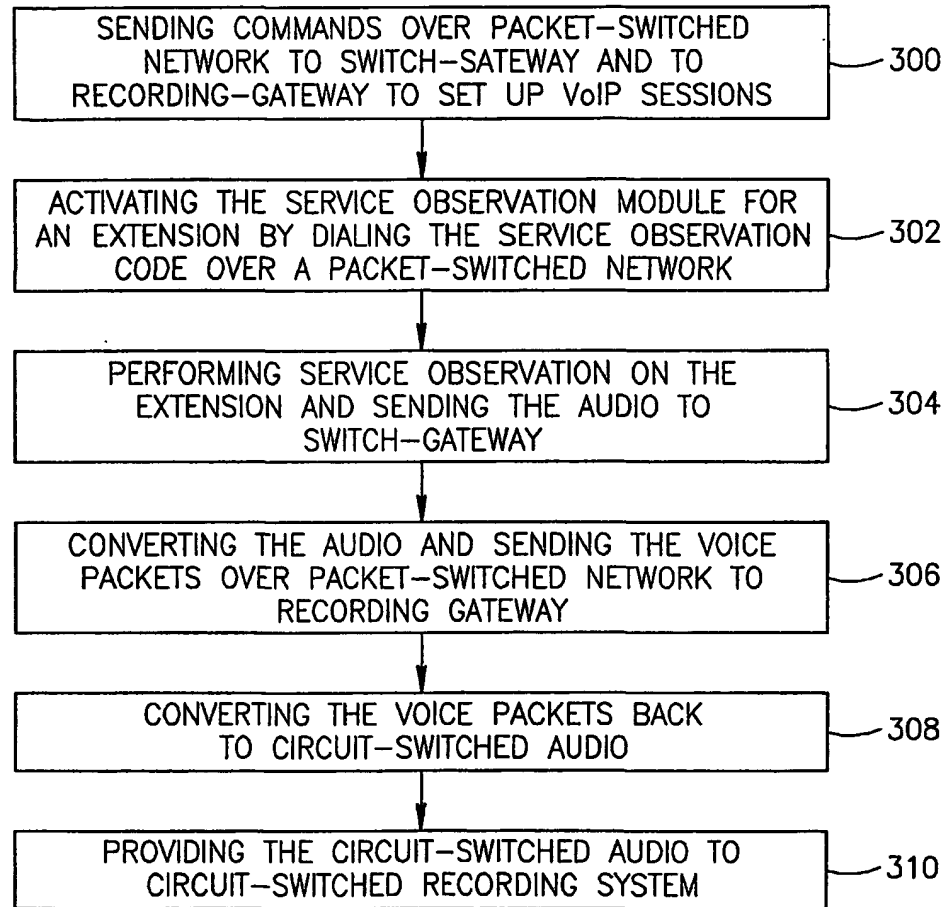 SENDING COMMANDS OVER PACKET-SWITCHED
NETWORK TO SWITCH-SATEWAY AND TO
RECORDING-GATEWAY TO SET UP VoIP SESSIONS
300
ACTIVATING THE SERVICE OBSERVATION MODULE FOR
AN EXTENSION BY DIALING THE SERVICE OBSERVATION
CODE OVER A PACKET-SWITCHED NETWORK
302
PERFORMING SERVICE OBSERVATION ON THE
EXTENSION AND SENDING THE AUDIO TO
SWITCH-GATEWAY
304
CONVERTING THE AUDIO AND SENDING THE VOICE
PACKETS OVER PACKET-SWITCHED NETWORK TO
RECORDING GATEWAY
306
CONVERTING THE VOICE PACKETS BACK
TO CIRCUIT-SWITCHED AUDIO
308
PROVIDING THE CIRCUIT-SWITCHED AUDIO TO
CIRCUIT-SWITCHED RECORDING SYSTEM
310